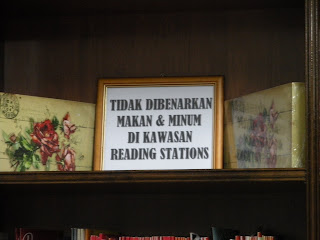 TIDAK DIBENARKAN
MAKAN & MINUM
DI KAWASAN
READING STATIONS